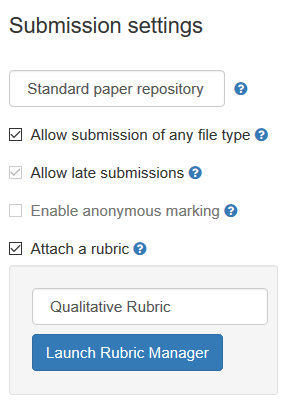 Submission settings
Standard paper repository
Allow submission of any file type
Allow late submissions
Enable anonymous marking
Attach a rubric
Qualitative Rubric
Launch Rubric Manager